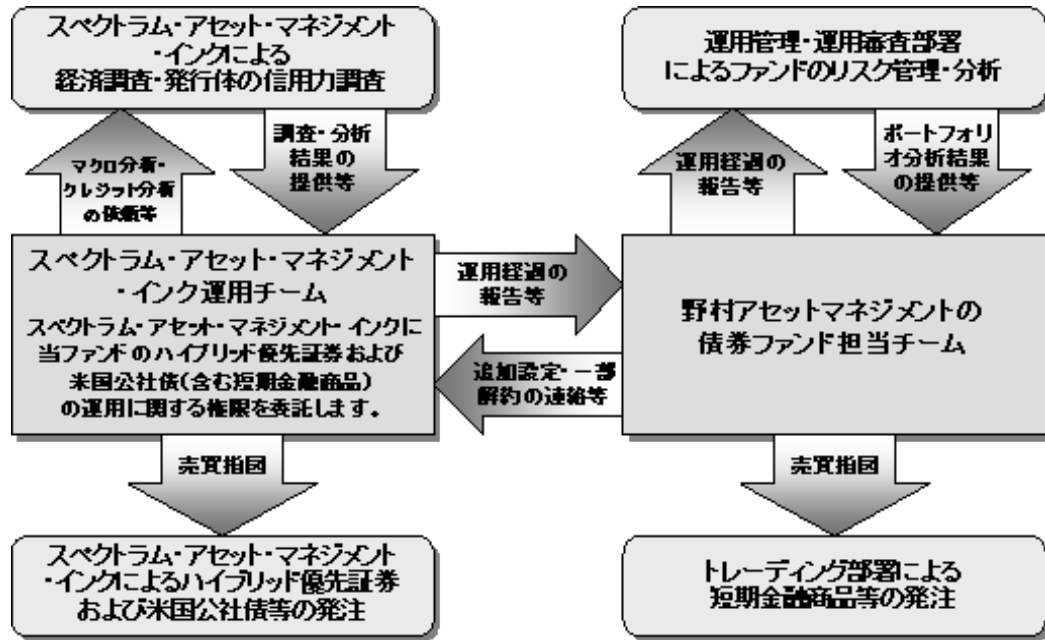 スペクトラム・アセット・マネジメント
・インクによる
経済調査・発行体の信用力調査
運用管理・運用審査部署
によるファンドのリスク管理・分析
マクロ分析・
クレジット分析
の依頼等
調査・分析
結果の
提供等
運用経過の
報告等
ポートフォリ
オ分析結果
の提供等
スペクトラム・アセット・マネジメント
・インク運用チーム
スペクトラム・アセット・マネジメント・インクに
当ファンドのハイブリッド優先証券および
米国公社債(含む短期金融商品)
の運用に関する権限を委託します。
運用経過の
報告等
追加設定・一部
解約の連絡等
野村アセットマネジメントの
債券ファンド担当チーム
売買指図
売買指図
スペクトラム・アセット・マネジメント
・インクによるハイブリッド優先証券
および米国公社債等の発注
トレーディング部署による
短期金融商品等の発注